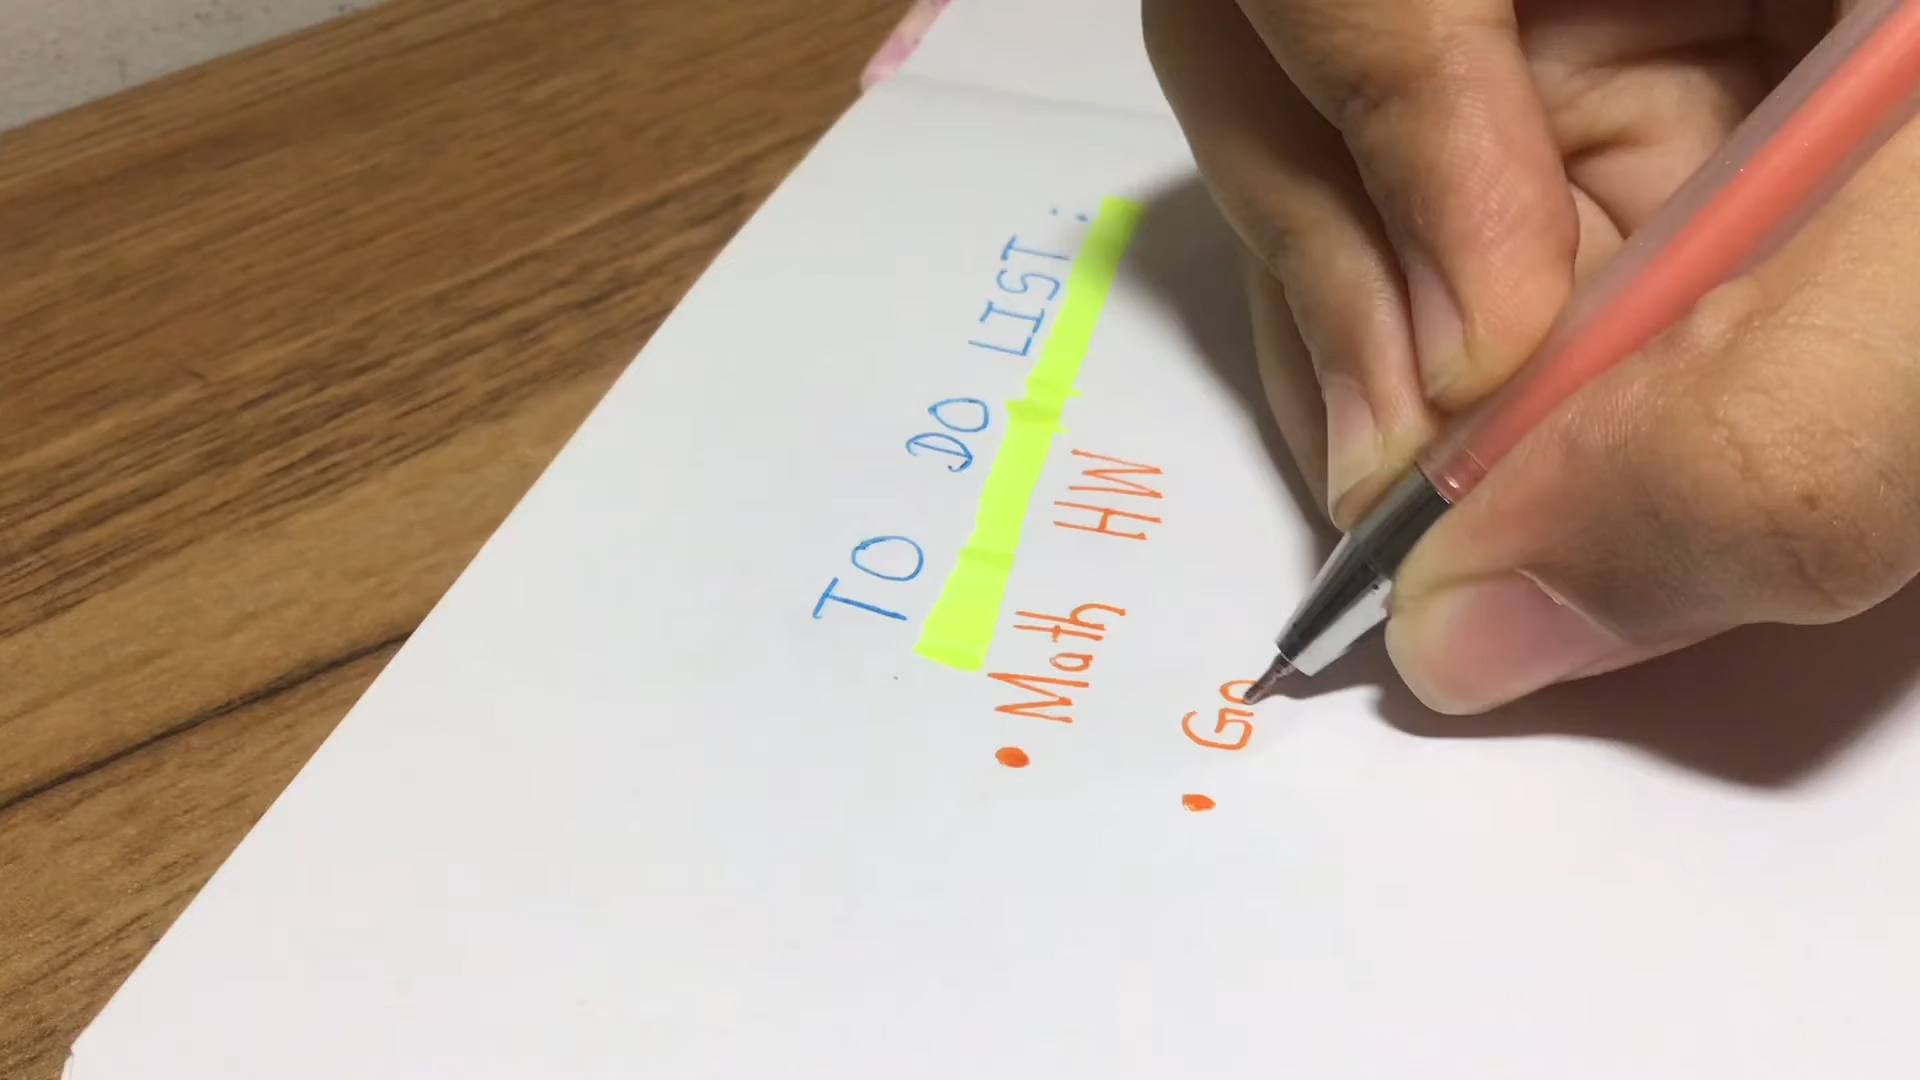 TO DO LIST :
• Math HW
• Go